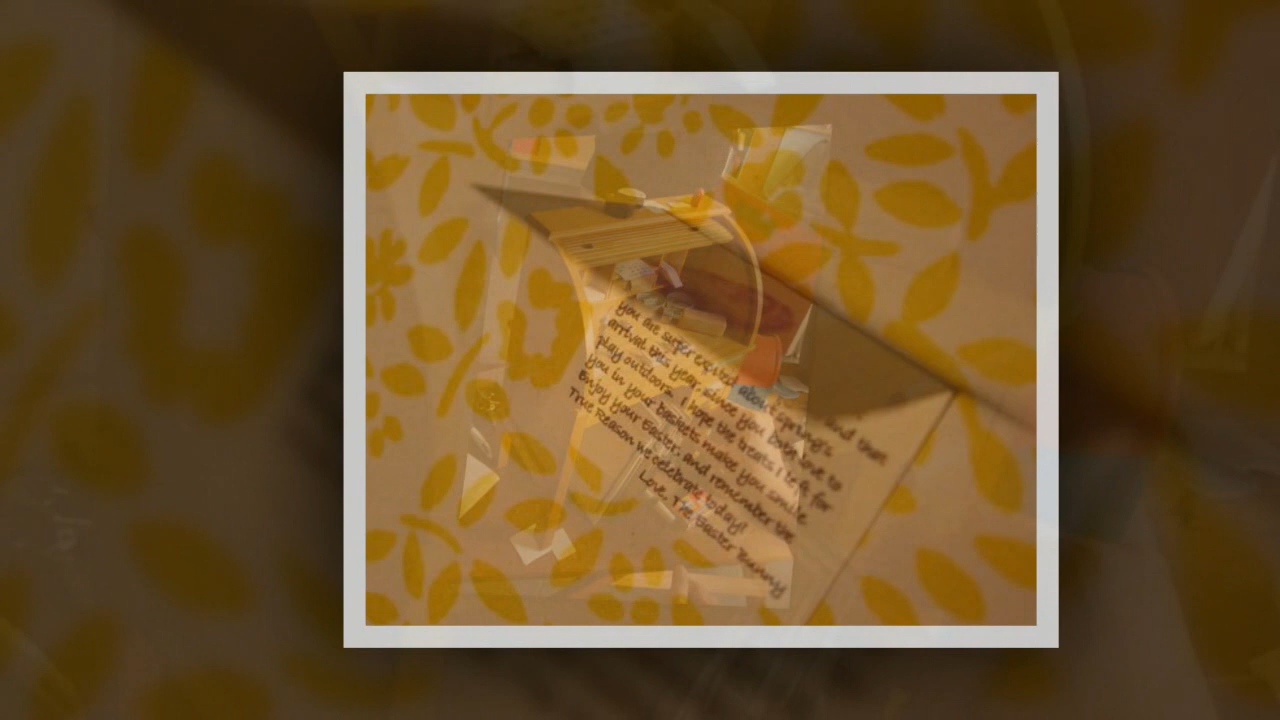 you are super excited about spring's
arrival this year, since you both love to
play outdoors. I hope the treats I left for
you in your baskets make you smile
Enjoy your Easter, and remember the
True Reason we celebrate today!
Love, The Easter Bunny